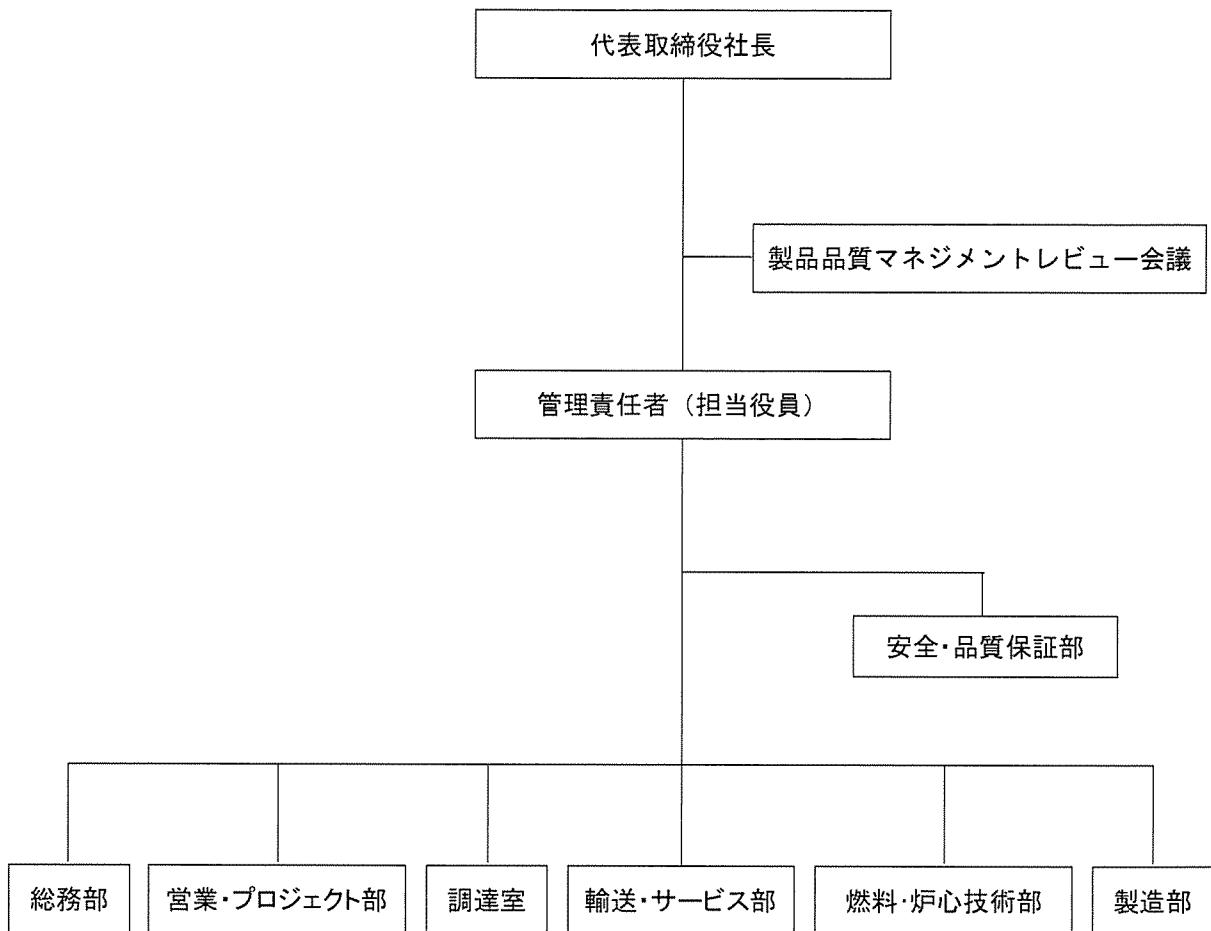 代表取締役社長
製品品質マネジメントレビュー会議
管理責任者（担当役員）
安全・品質保証部
総務部
営業・プロジェクト部
調達室
輸送・サービス部
燃料・炉心技術部
製造部